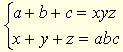 a + b + c = xyz
x + y + z = abc